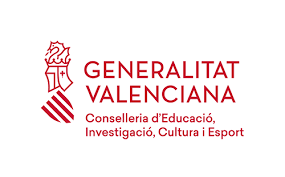 GENERALITAT
VALENCIANA
Conselleria d'Educació,
Investigació, Cultura i Esport